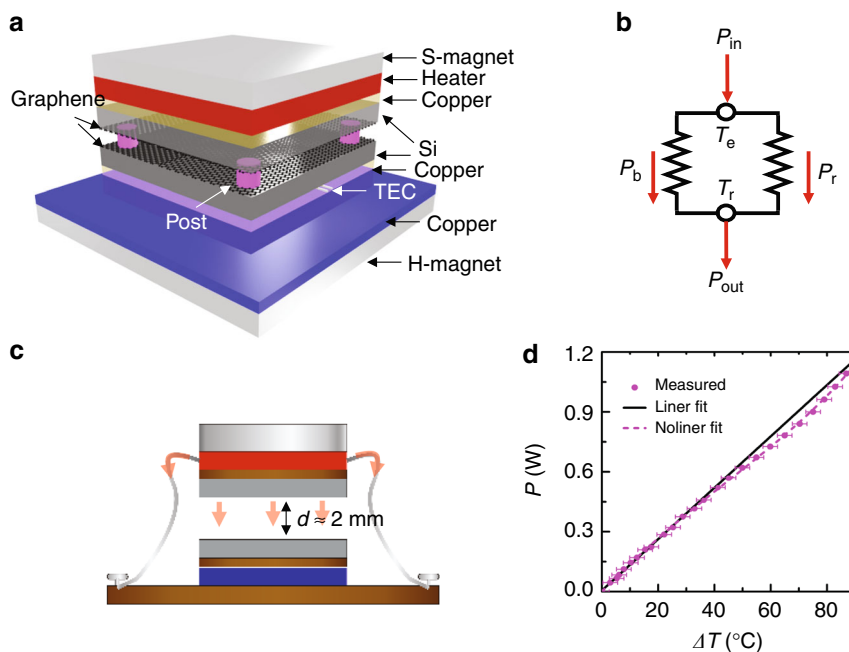 a
S-magnet
Heater
Copper
Graphene
Si
Copper
TEC
Post
Copper
H-magnet
b
P_in
T_e
P_b
P_r
T_r
P_out
c
d ≈ 2 mm
d
1.2
0.9
0.6
0.3
0.0
P (W)
Measured
Liner fit
Noliner fit
0
20
40
60
80
ΔT (°C)